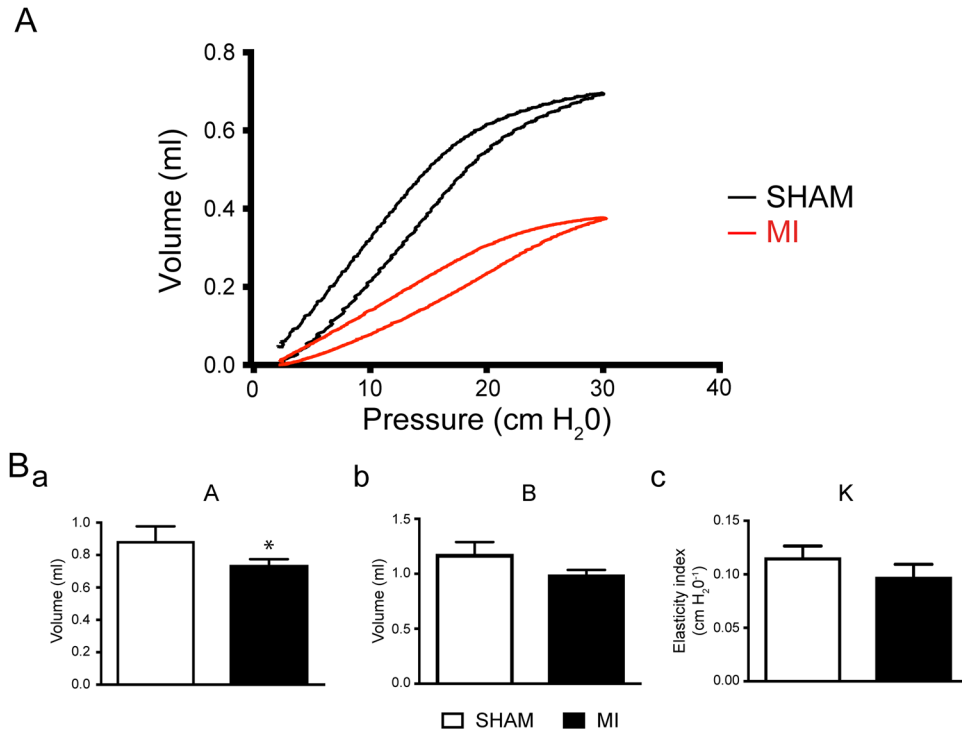 A
Volume (ml)
0.8
0.6
0.4
0.2
0.0
0 10 20 30 40
Pressure (cm H₂0)
SHAM
MI
B
a
A
Volume (ml)
1.0
0.8
0.6
0.4
0.2
0.0
*
b
B
Volume (ml)
1.5
1.0
0.5
0.0
c
K
Elasticity index
(cm H₂0⁻¹)
0.15
0.10
0.05
0.00
SHAM MI